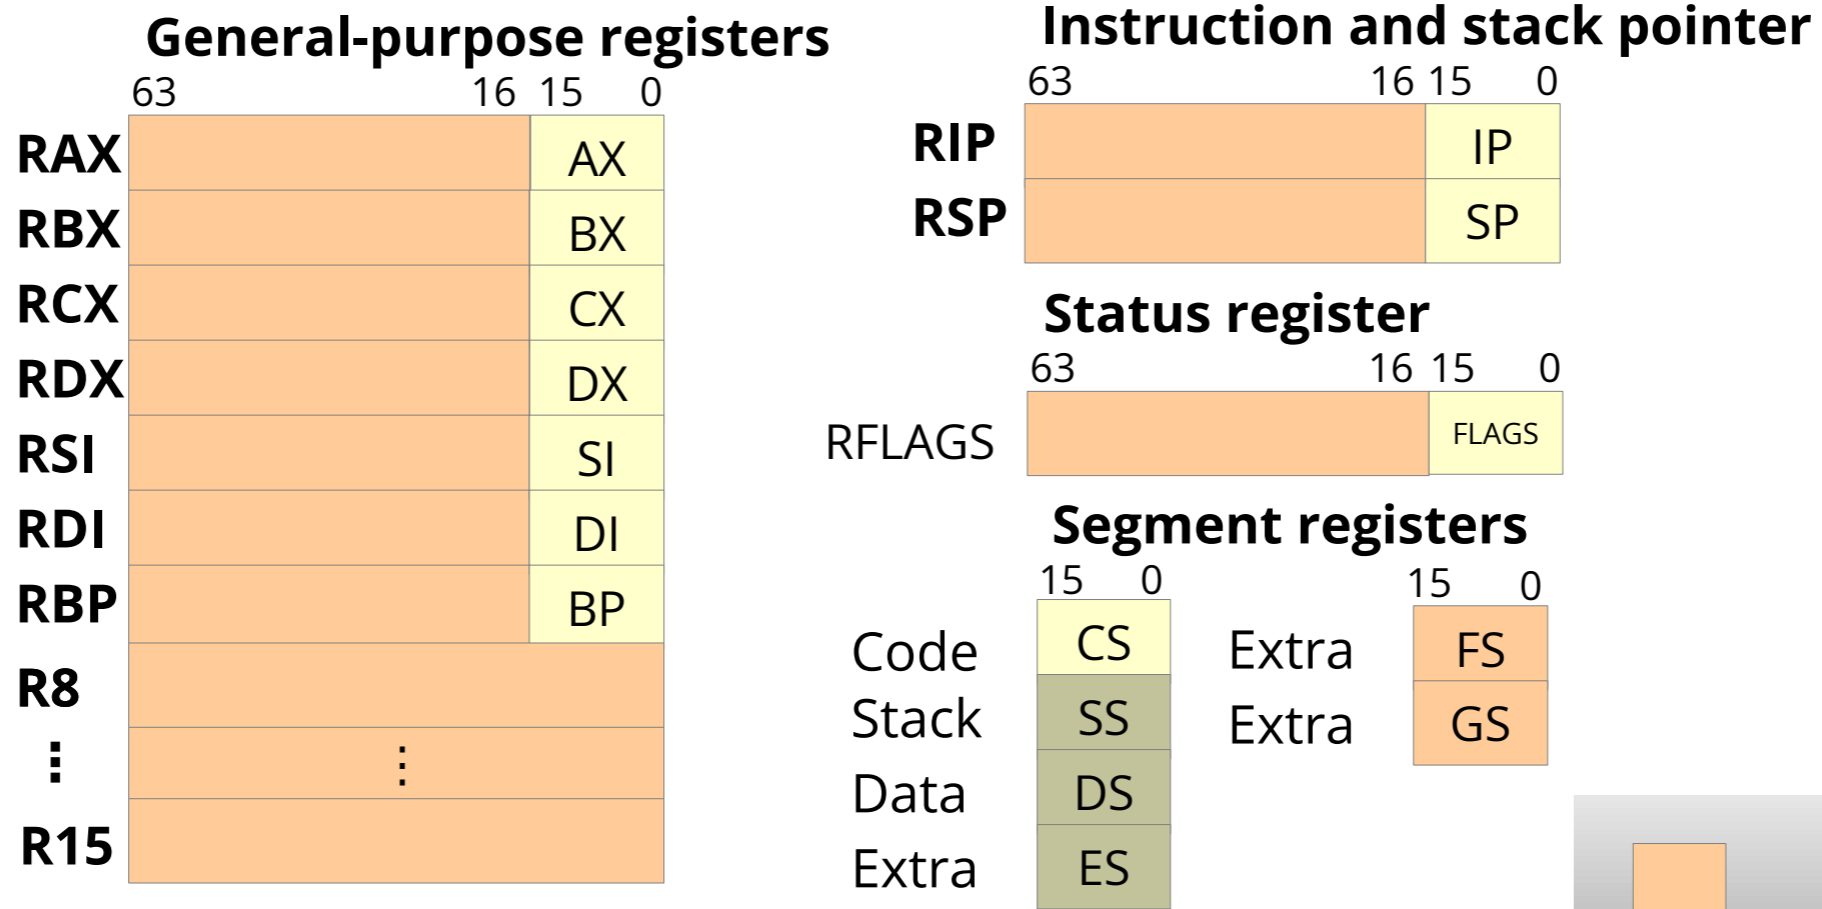 General-purpose registers
63 16 15 0
RAX AX
RBX BX
RCX CX
RDX DX
RSI SI
RDI DI
RBP BP
R8
⋮ ⋮
R15
Instruction and stack pointer
63 16 15 0
RIP IP
RSP SP
Status register
63 16 15 0
RFLAGS FLAGS
Segment registers
15 0
Code CS
Stack SS
Data DS
Extra ES
15 0
Extra FS
Extra GS